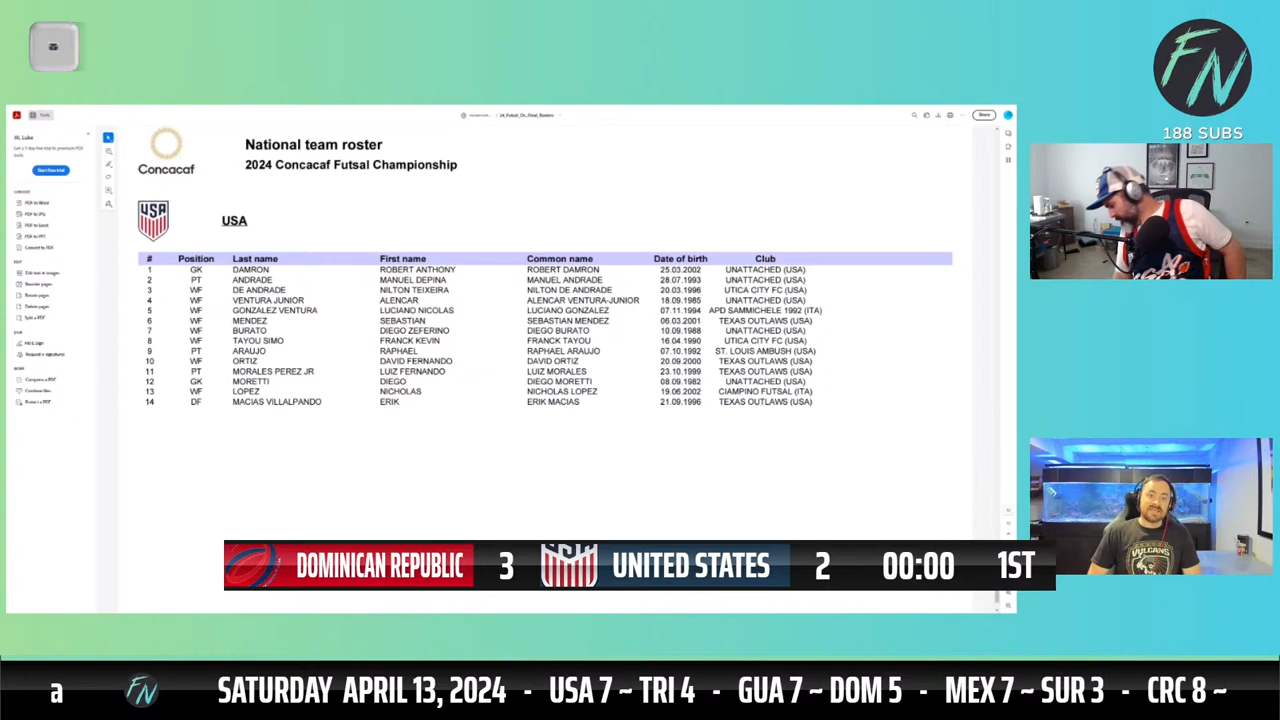 FN
188 SUBS
Share
Hi, Luke
Start free trial
Concacaf
National team roster
2024 Concacaf Futsal Championship
USA
USA
# Position Last name First name Common name Date of birth Club
1 GK DAMRON ROBERT ANTHONY ROBERT DAMRON 25.03.2002 UNATTACHED (USA)
2 PT ANDRADE MANUEL DEPINA MANUEL ANDRADE 28.07.1993 UNATTACHED (USA)
3 WF DE ANDRADE NILTON TEIXEIRA NILTON DE ANDRADE 20.03.1996 UTICA CITY FC (USA)
4 WF VENTURA JUNIOR ALENCAR ALENCAR VENTURA-JUNIOR 18.09.1985 UNATTACHED (USA)
5 WF GONZALEZ VENTURA LUCIANO NICOLAS LUCIANO GONZALEZ 07.11.1994 APD SAMMICHELE 1992 (ITA)
6 WF MENDEZ SEBASTIAN SEBASTIAN MENDEZ 06.03.2001 TEXAS OUTLAWS (USA)
7 WF BURATO DIEGO ZEFERINO DIEGO BURATO 10.09.1988 UNATTACHED (USA)
8 WF TAYOU SIMO FRANCK KEVIN FRANCK TAYOU 16.04.1990 UTICA CITY FC (USA)
9 PT ARAUJO RAPHAEL RAPHAEL ARAUJO 07.10.1992 ST. LOUIS AMBUSH (USA)
10 WF ORTIZ DAVID FERNANDO DAVID ORTIZ 20.09.2000 TEXAS OUTLAWS (USA)
11 PT MORALES PEREZ JR LUIZ FERNANDO LUIZ MORALES 23.10.1999 TEXAS OUTLAWS (USA)
12 GK MORETTI DIEGO DIEGO MORETTI 08.09.1982 UNATTACHED (USA)
13 WF LOPEZ NICHOLAS NICHOLAS LOPEZ 19.06.2002 CIAMPINO FUTSAL (ITA)
14 DF MACIAS VILLALPANDO ERIK ERIK MACIAS 21.09.1996 TEXAS OUTLAWS (USA)
VULCANS
DOMINICAN REPUBLIC 3 UNITED STATES 2 00:00 1ST
a FN SATURDAY APRIL 13, 2024 - USA 7 ~ TRI 4 - GUA 7 ~ DOM 5 - MEX 7 ~ SUR 3 - CRC 8 ~